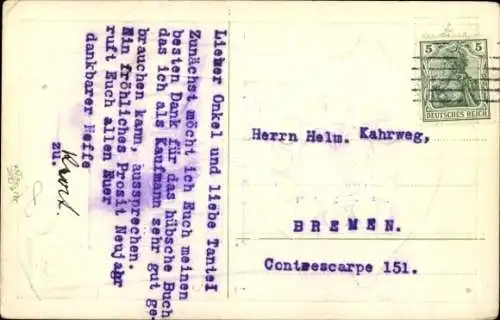 Lieber Onkel und liebe Tante!
Zunächst möcht ich Euch meinen
besten Dank für das hübsche Buch
das ich als Kaufmann sehr gut ge-
brauchen kann, aussprechen.
Ein fröhliches Prosit Neujahr
ruft Euch allen Euer
dankbarer Neffe
zu.
5 5
DEUTSCHES REICH
Herrn Helm. Kahrweg,
BREMEN.
Contrescarpe 151.